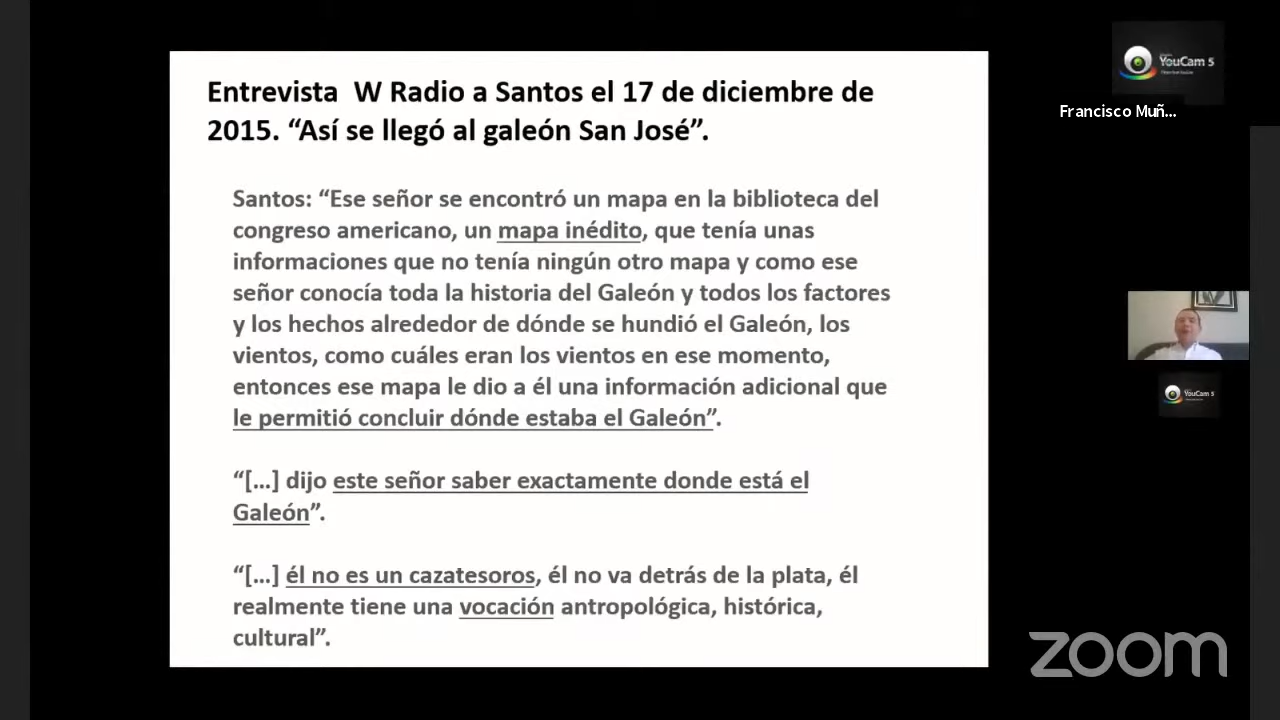 Entrevista W Radio a Santos el 17 de diciembre de
2015. “Así se llegó al galeón San José”.
Santos: “Ese señor se encontró un mapa en la biblioteca del
congreso americano, un mapa inédito, que tenía unas
informaciones que no tenía ningún otro mapa y como ese
señor conocía toda la historia del Galeón y todos los factores
y los hechos alrededor de dónde se hundió el Galeón, los
vientos, como cuáles eran los vientos en ese momento,
entonces ese mapa le dio a él una información adicional que
le permitió concluir dónde estaba el Galeón”.
“[...] dijo este señor saber exactamente donde está el
Galeón”.
“[...] él no es un cazatesoros, él no va detrás de la plata, él
realmente tiene una vocación antropológica, histórica,
cultural”.
YouCam 5
Francisco Muñ...
YouCam 5
zoom